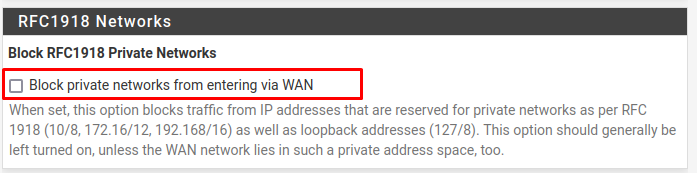 RFC1918 Networks
Block RFC1918 Private Networks
Block private networks from entering via WAN
When set, this option blocks traffic from IP addresses that are reserved for private networks as per RFC
1918 (10/8, 172.16/12, 192.168/16) as well as loopback addresses (127/8). This option should generally be
left turned on, unless the WAN network lies in such a private address space, too.